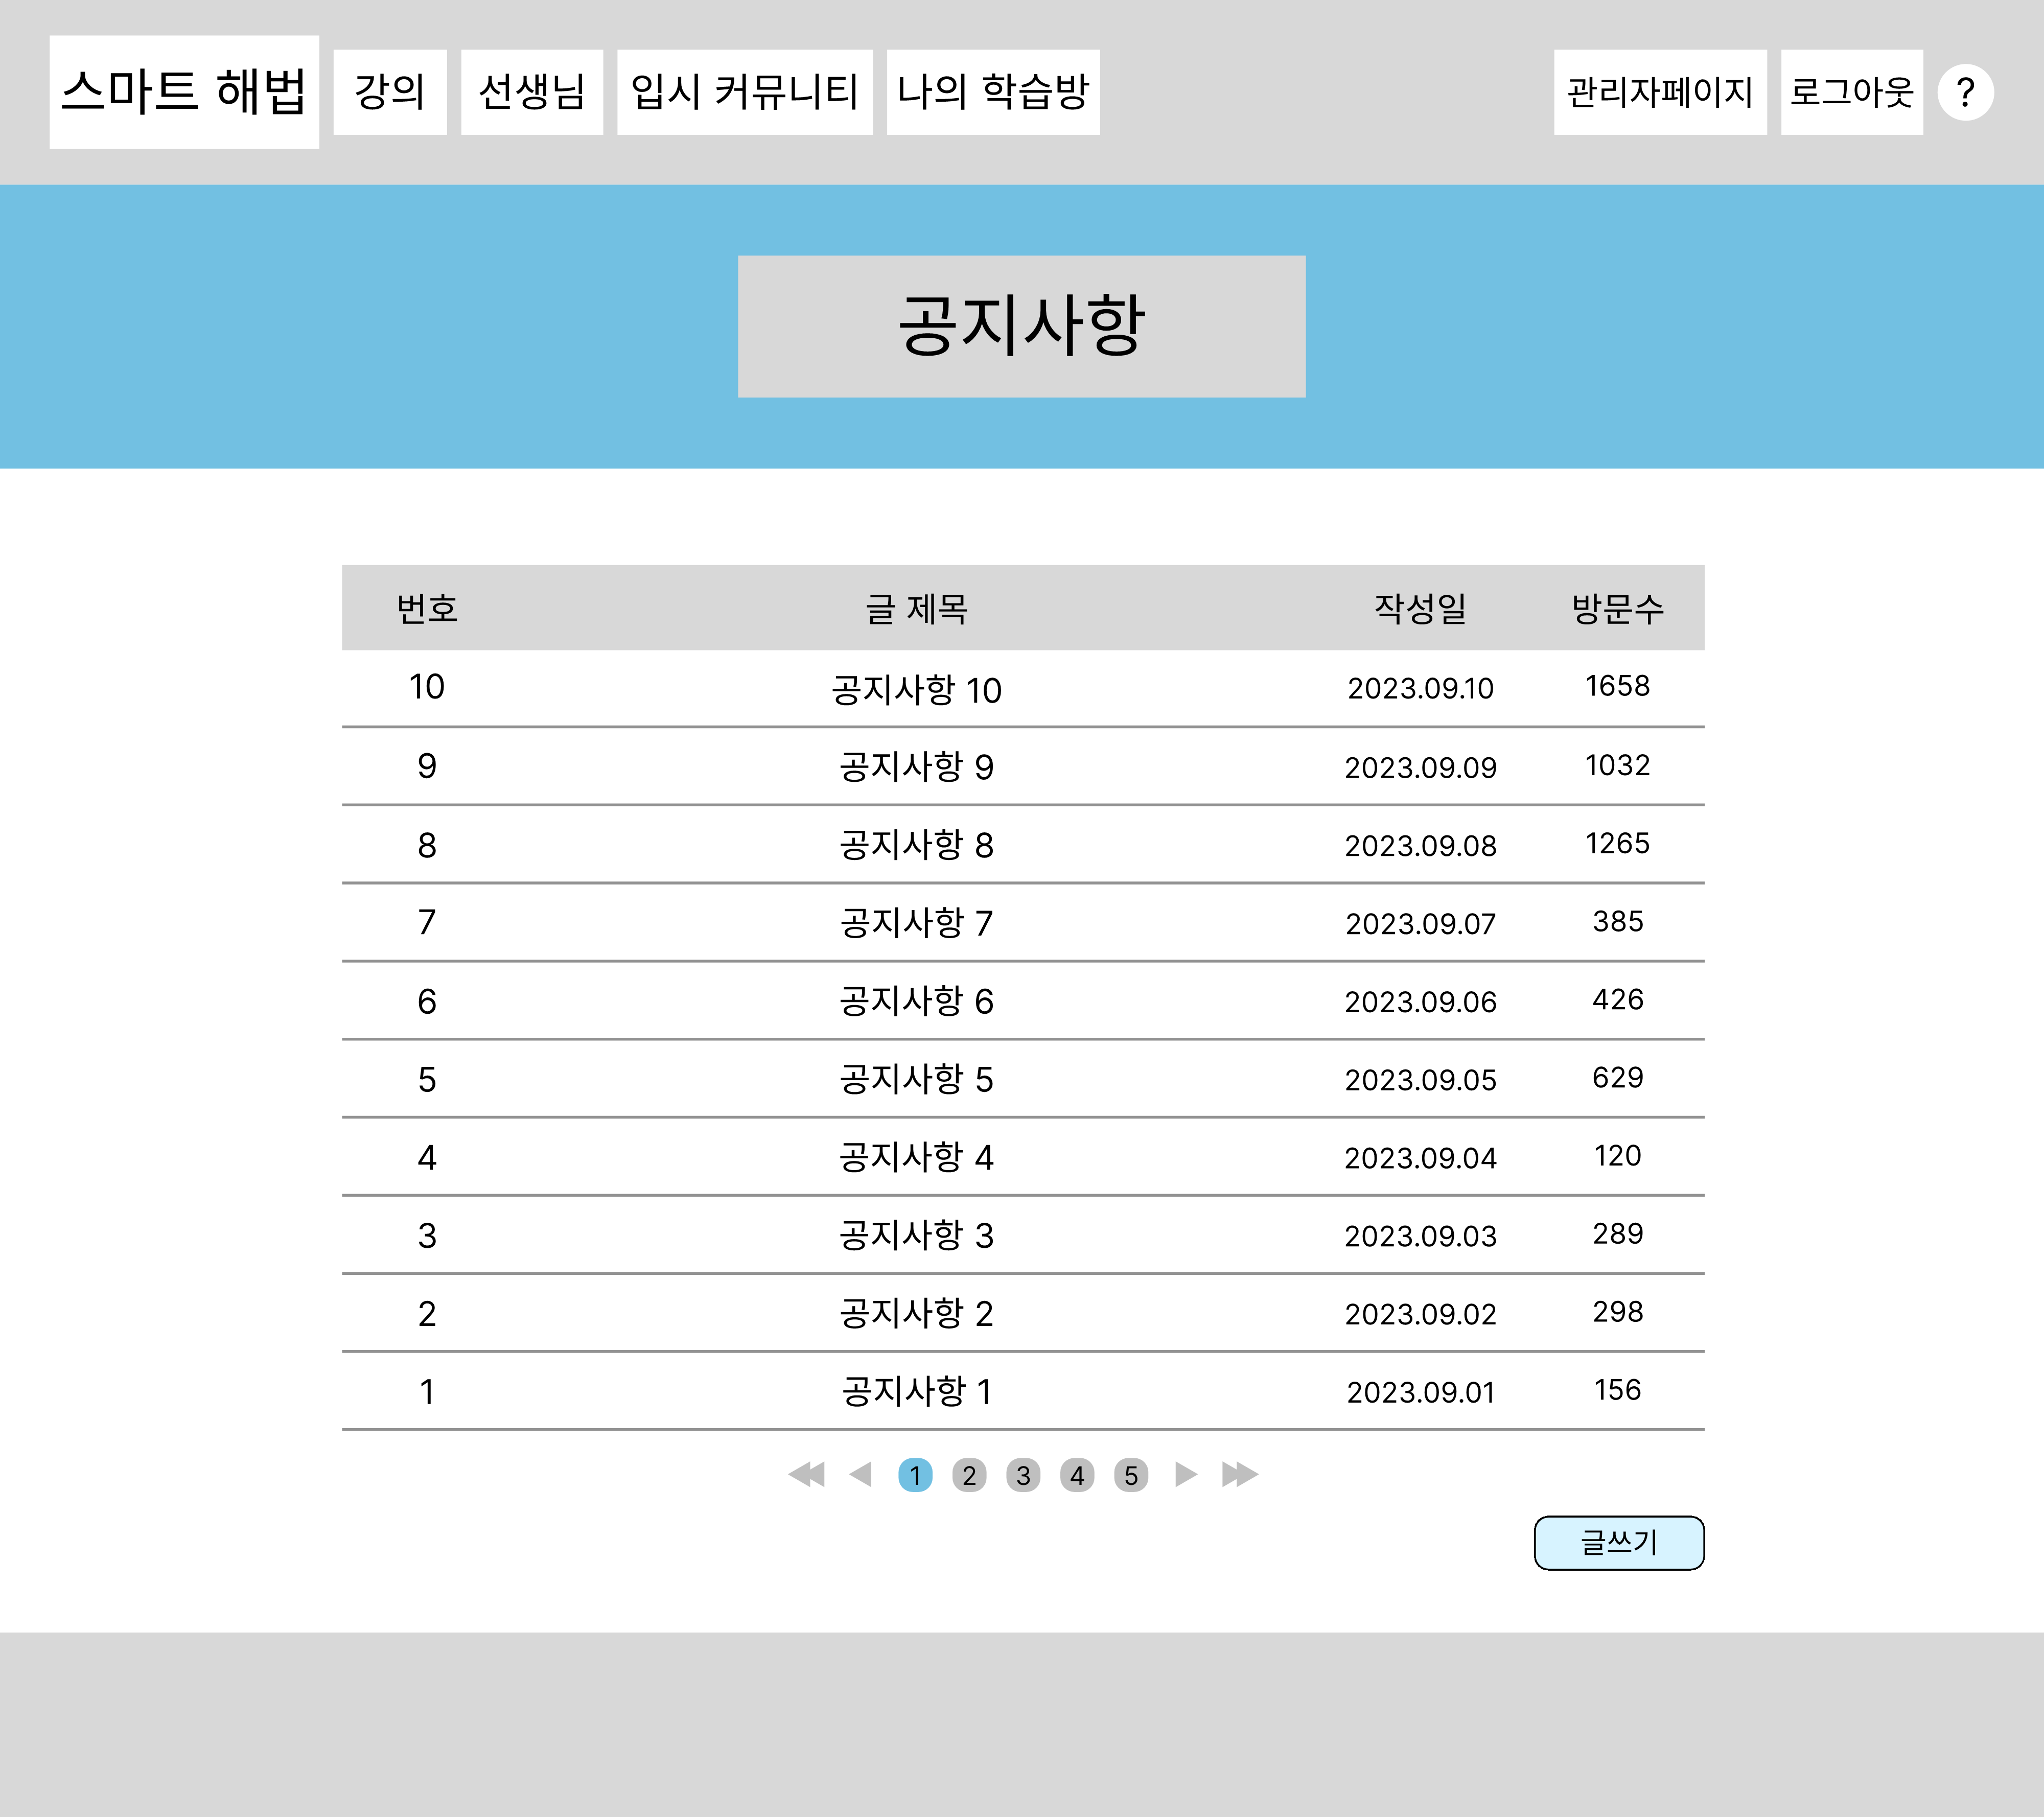 스마트 해법 강의 선생님 입시 커뮤니티 나의 학습방 관리자페이지 로그아웃 ?
공지사항
번호 글 제목 작성일 방문수
10 공지사항 10 2023.09.10 1658
9 공지사항 9 2023.09.09 1032
8 공지사항 8 2023.09.08 1265
7 공지사항 7 2023.09.07 385
6 공지사항 6 2023.09.06 426
5 공지사항 5 2023.09.05 629
4 공지사항 4 2023.09.04 120
3 공지사항 3 2023.09.03 289
2 공지사항 2 2023.09.02 298
1 공지사항 1 2023.09.01 156
1 2 3 4 5
글쓰기